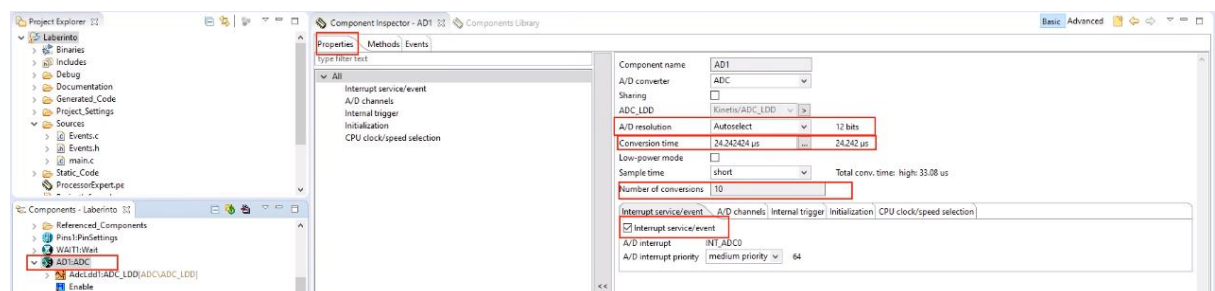 Project Explorer
Laberinto
Binaries
Includes
Debug
Documentation
Generated_Code
Project_Settings
Sources
Events.c
Events.h
main.c
Static_Code
ProcessorExpert.pe
Components - Laberinto
Referenced_Components
Pins1:PinSettings
WAIT1:Wait
AD1:ADC
AdcLdd1:ADC_LDD[ADC\ADC_LDD]
Enable
Component Inspector - AD1 Components Library
Basic Advanced
Properties Methods Events
type filter text
All
Interrupt service/event
A/D channels
Internal trigger
Initialization
CPU clock/speed selection
<<
Component name AD1
A/D converter ADC
Sharing
ADC_LDD Kinetis/ADC_LDD >
A/D resolution Autoselect 12 bits
Conversion time 24.242424 µs ... 24.242 µs
Low-power mode
Sample time short Total conv. time: high: 33.08 us
Number of conversions 10
Interrupt service/event A/D channels Internal trigger Initialization CPU clock/speed selection
Interrupt service/event
A/D interrupt INT_ADC0
A/D interrupt priority medium priority 64